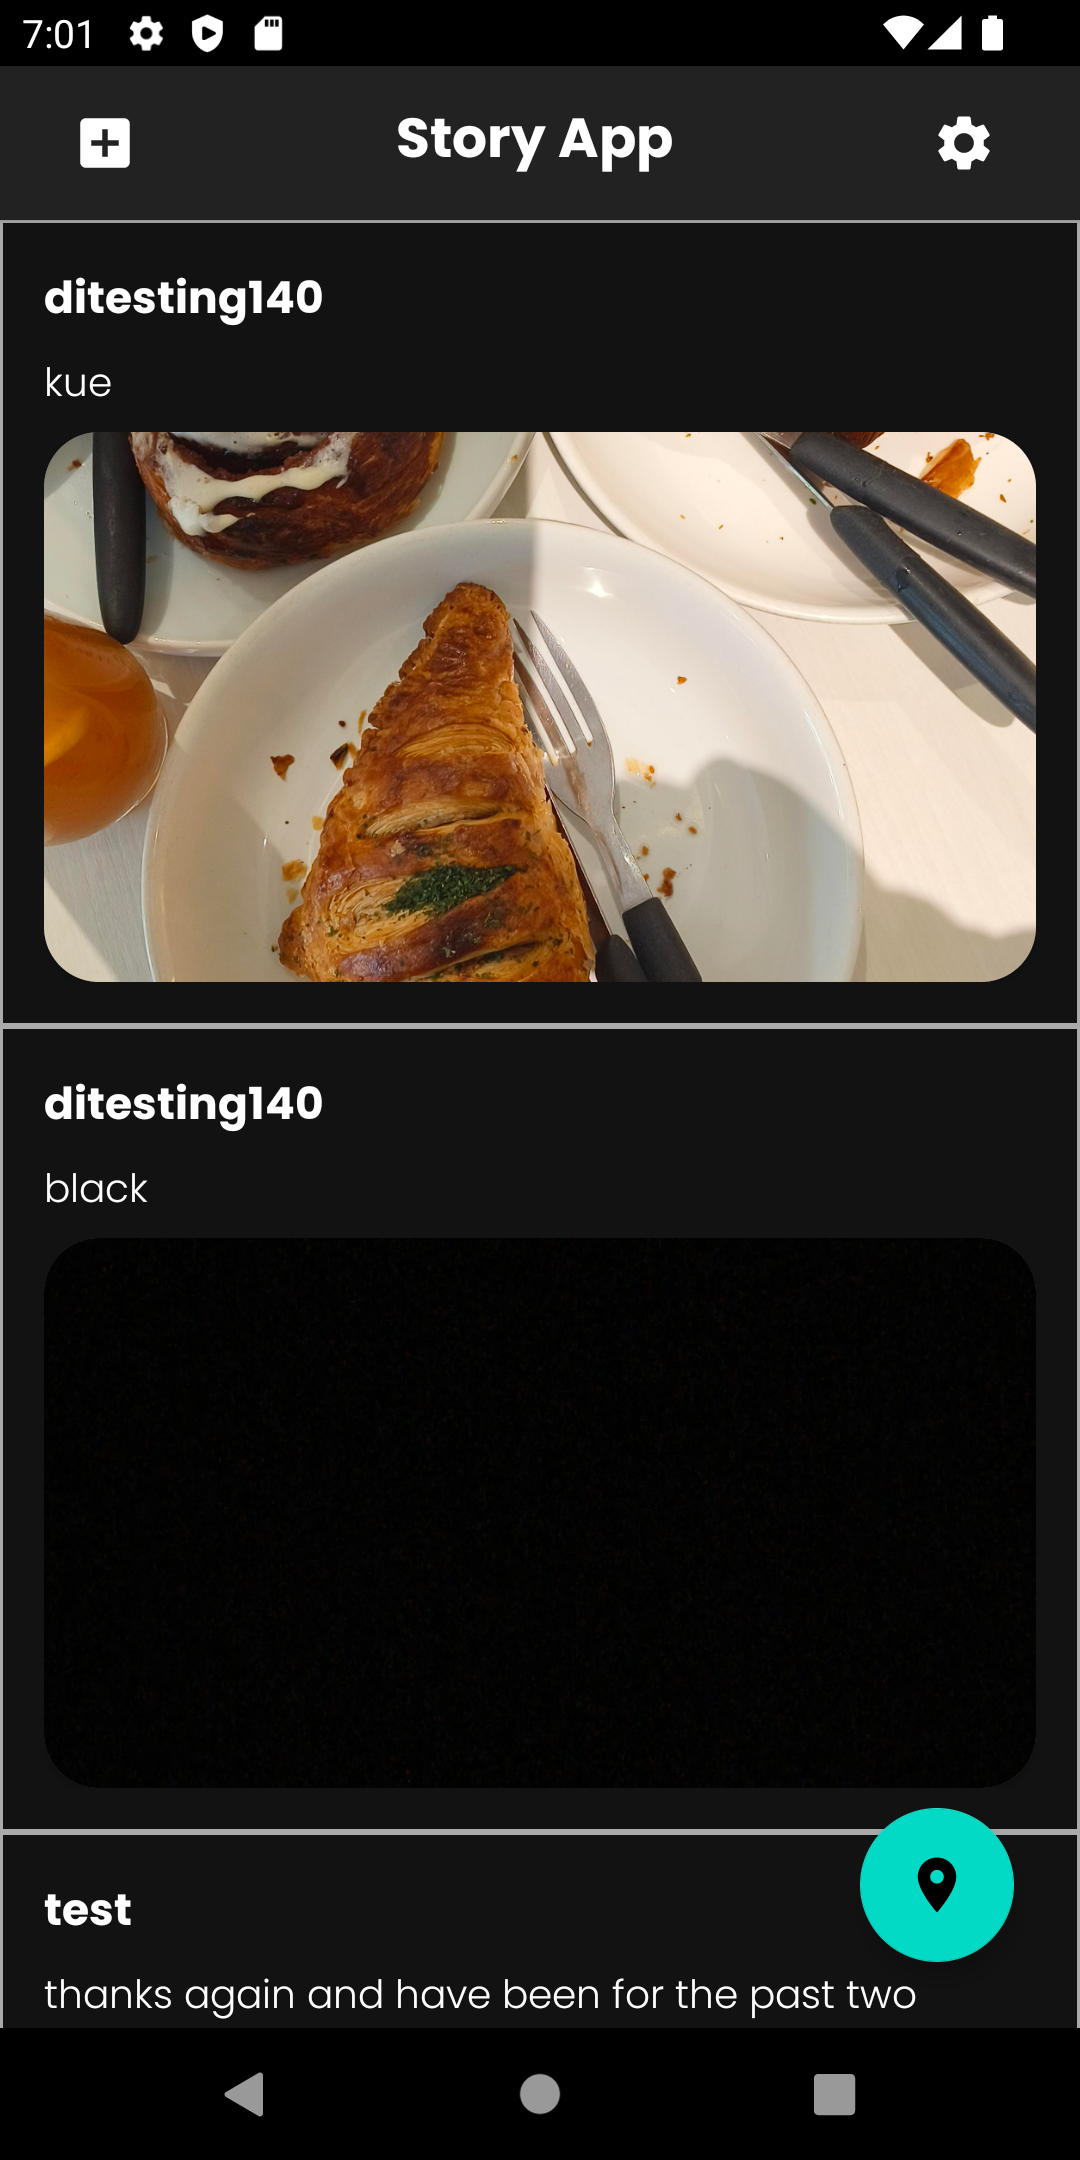 7:01
Story App
ditesting140
kue
ditesting140
black
test
thanks again and have been for the past two